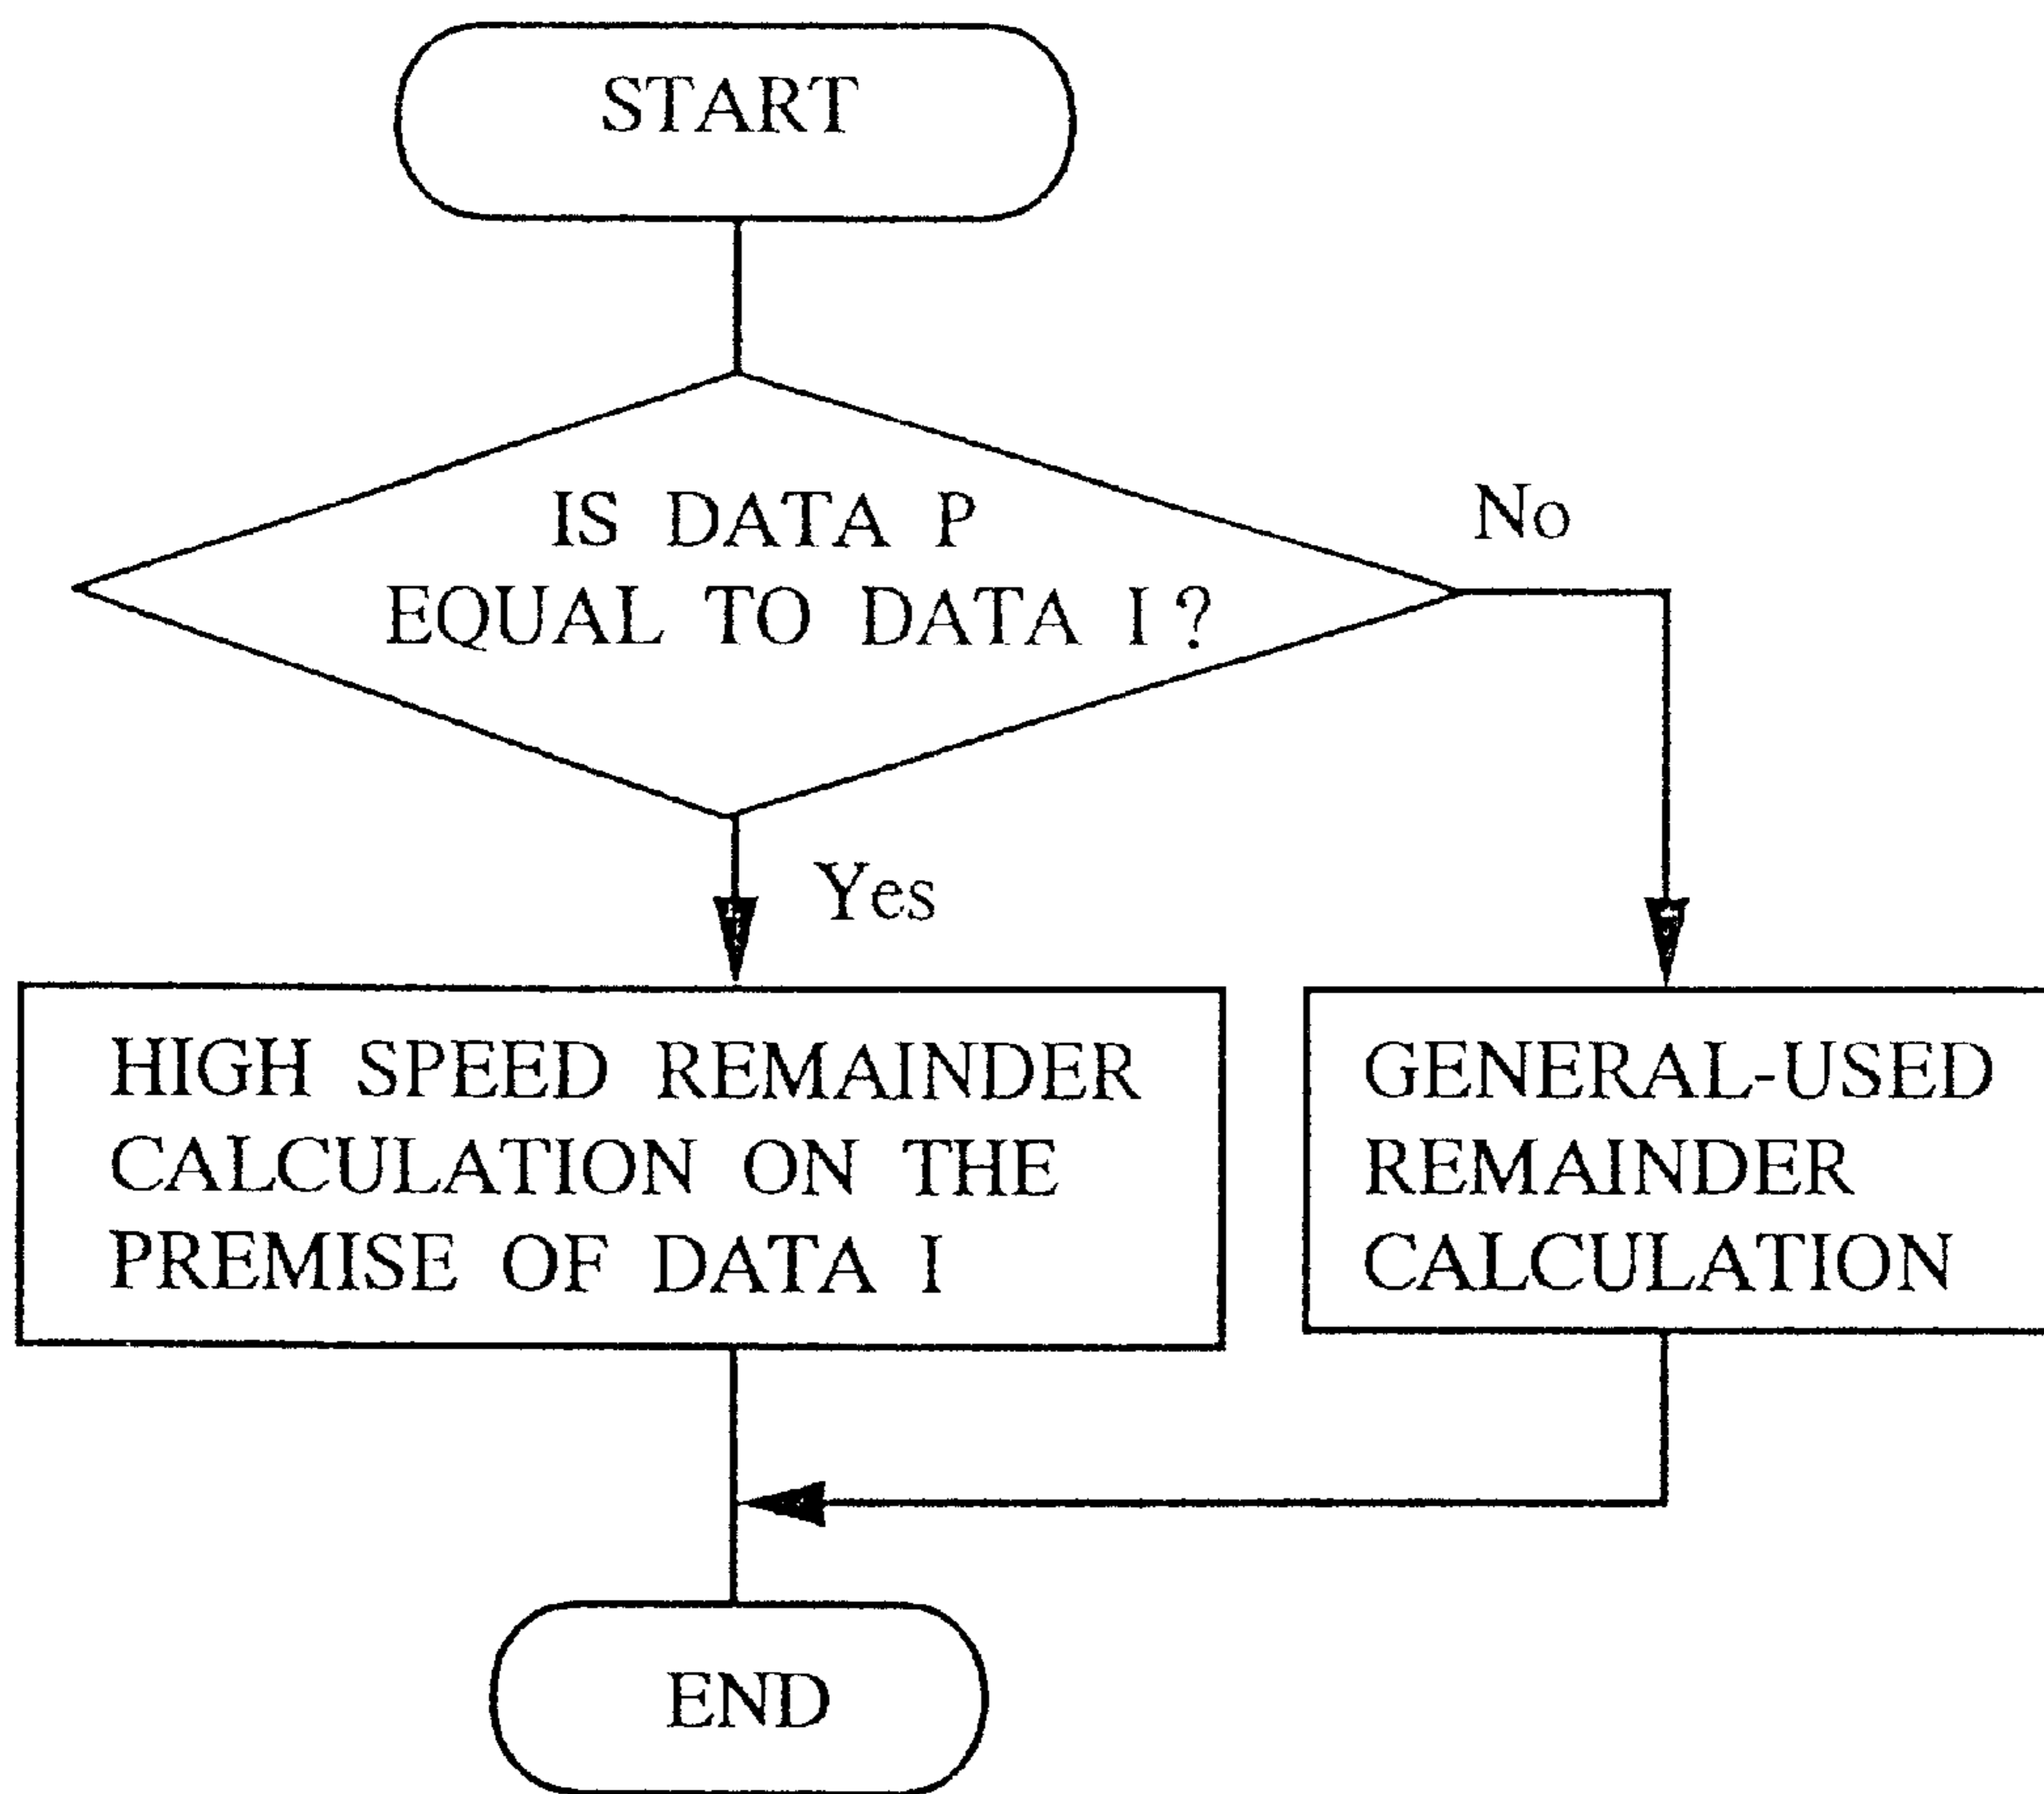 START
IS DATA P
EQUAL TO DATA I?
No
Yes
HIGH SPEED REMAINDER
CALCULATION ON THE
PREMISE OF DATA I
GENERAL-USED
REMAINDER
CALCULATION
END